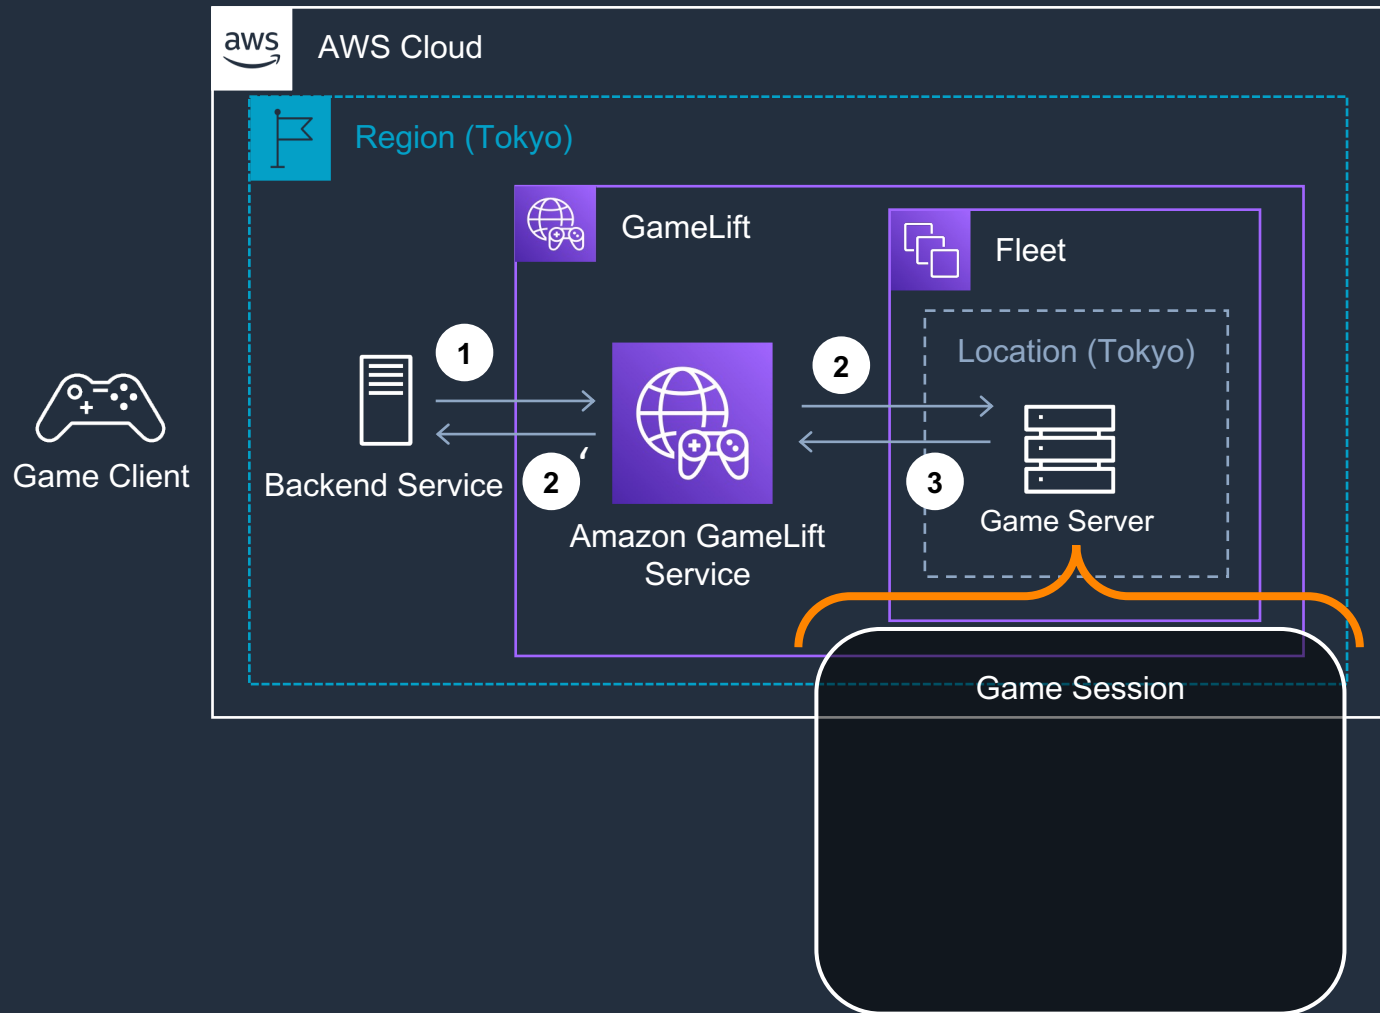 aws
AWS Cloud
Region (Tokyo)
GameLift
Fleet
Location (Tokyo)
1
2
Game Client
Backend Service
2
‘
3
Game Server
Amazon GameLift
Service
Game Session